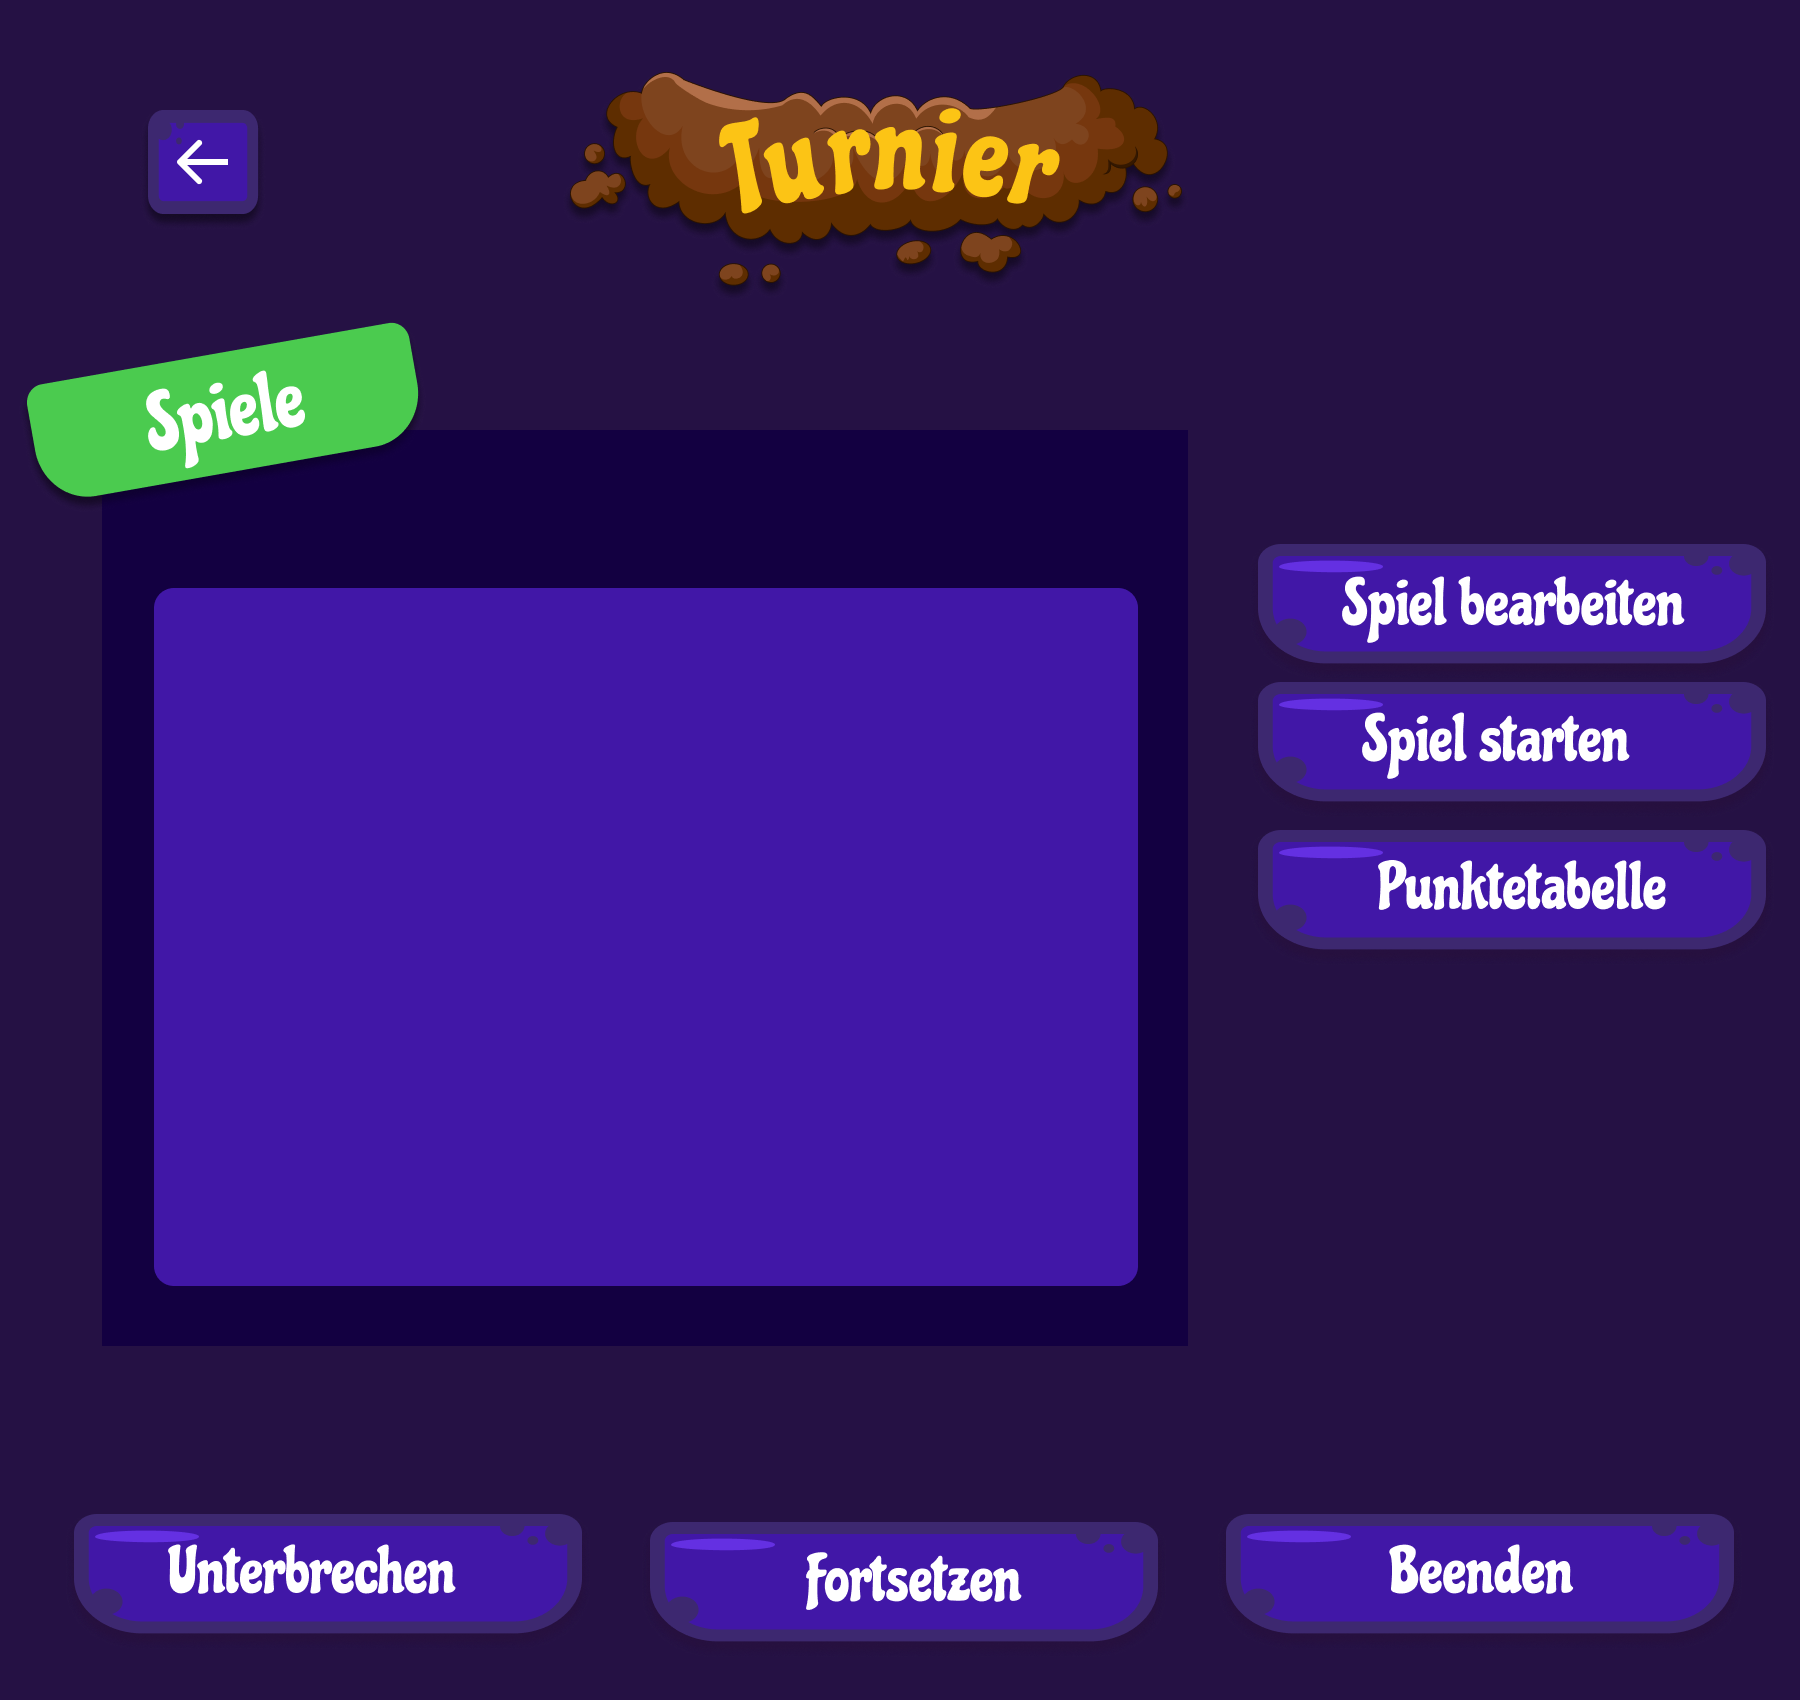 Turnier
Spiele
Spiel bearbeiten
Spiel starten
Punktetabelle
Unterbrechen
Fortsetzen
Beenden